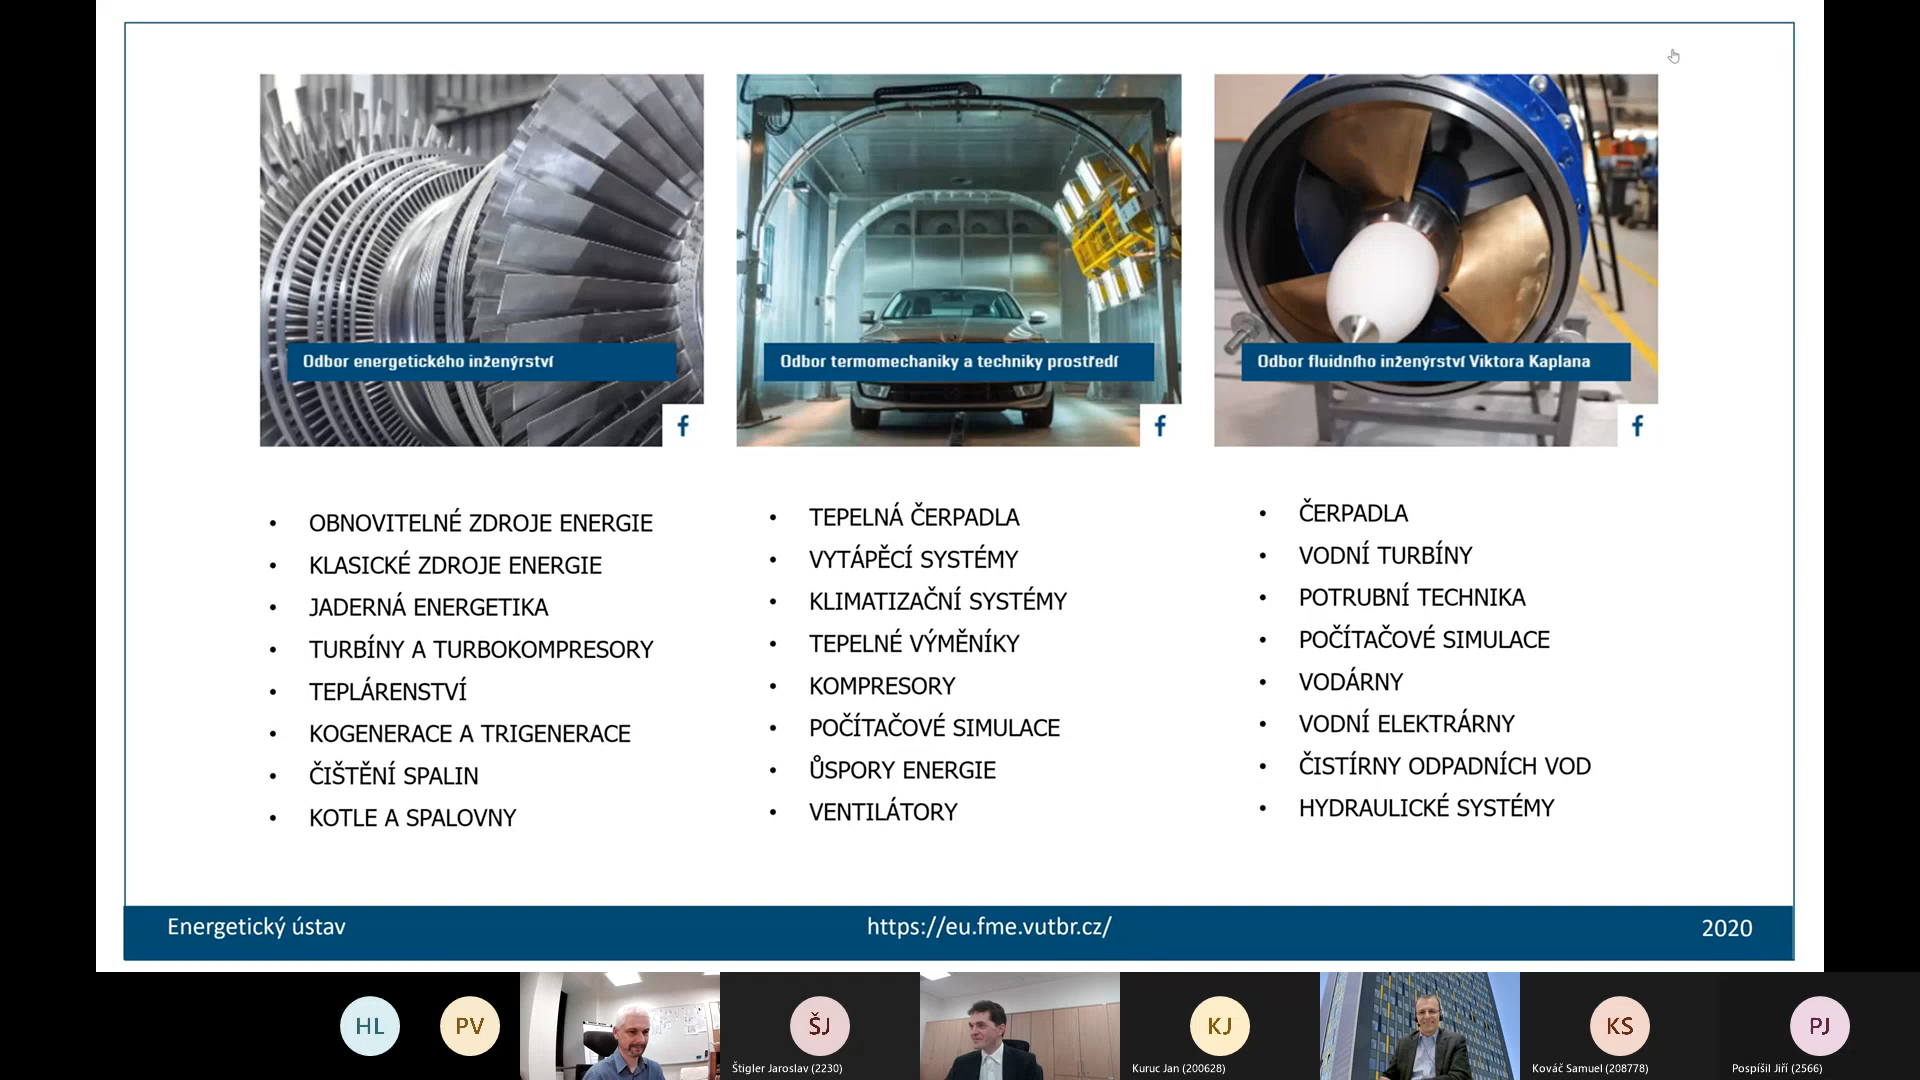 Odbor energetického inženýrství
f
Odbor termomechaniky a techniky prostředí
f
Odbor fluidního inženýrství Viktora Kaplana
f
• OBNOVITELNÉ ZDROJE ENERGIE
• KLASICKÉ ZDROJE ENERGIE
• JADERNÁ ENERGETIKA
• TURBÍNY A TURBOKOMPRESORY
• TEPLÁRENSTVÍ
• KOGENERACE A TRIGENERACE
• ČIŠTĚNÍ SPALIN
• KOTLE A SPALOVNY
• TEPELNÁ ČERPADLA
• VYTÁPĚCÍ SYSTÉMY
• KLIMATIZAČNÍ SYSTÉMY
• TEPELNÉ VÝMĚNÍKY
• KOMPRESORY
• POČÍTAČOVÉ SIMULACE
• ŮSPORY ENERGIE
• VENTILÁTORY
• ČERPADLA
• VODNÍ TURBÍNY
• POTRUBNÍ TECHNIKA
• POČÍTAČOVÉ SIMULACE
• VODÁRNY
• VODNÍ ELEKTRÁRNY
• ČISTÍRNY ODPADNÍCH VOD
• HYDRAULICKÉ SYSTÉMY
Energetický ústav
https://eu.fme.vutbr.cz/
2020
HL
PV
ŠJ
Štigler Jaroslav (2230)
KJ
Kuruc Jan (200628)
KS
Kováč Samuel (208778)
PJ
Pospíšil Jiří (2566)